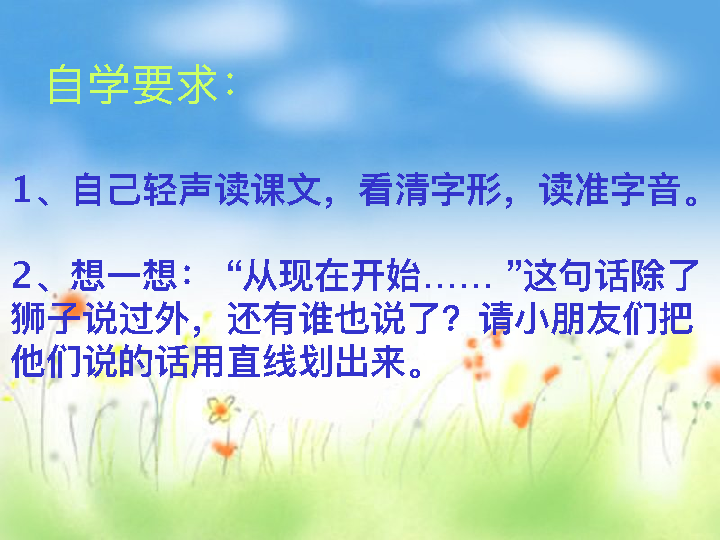 自学要求：
1、自己轻声读课文，看清字形，读准字音。
2、想一想：“从现在开始…… ”这句话除了
狮子说过外，还有谁也说了？请小朋友们把
他们说的话用直线划出来。